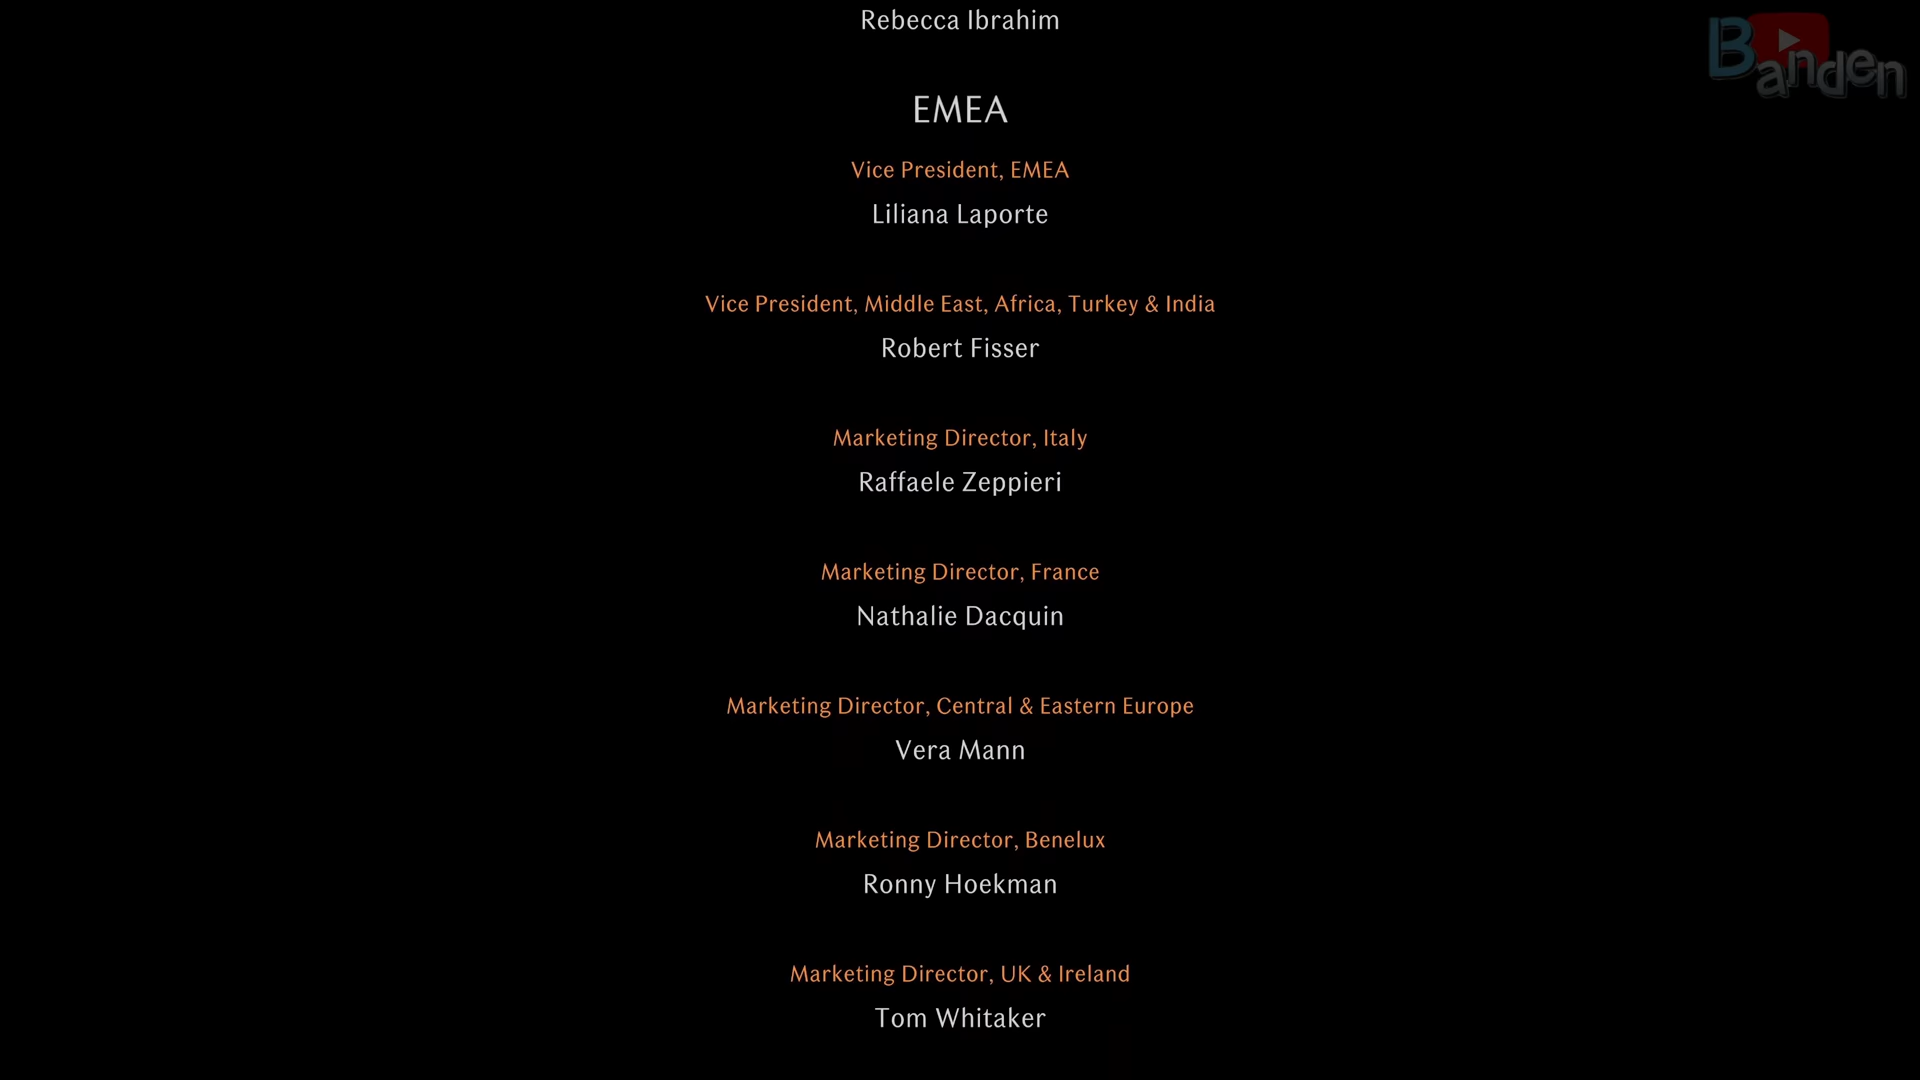 Rebecca Ibrahim
Banden
EMEA
Vice President, EMEA
Liliana Laporte
Vice President, Middle East, Africa, Turkey & India
Robert Fisser
Marketing Director, Italy
Raffaele Zeppieri
Marketing Director, France
Nathalie Dacquin
Marketing Director, Central & Eastern Europe
Vera Mann
Marketing Director, Benelux
Ronny Hoekman
Marketing Director, UK & Ireland
Tom Whitaker